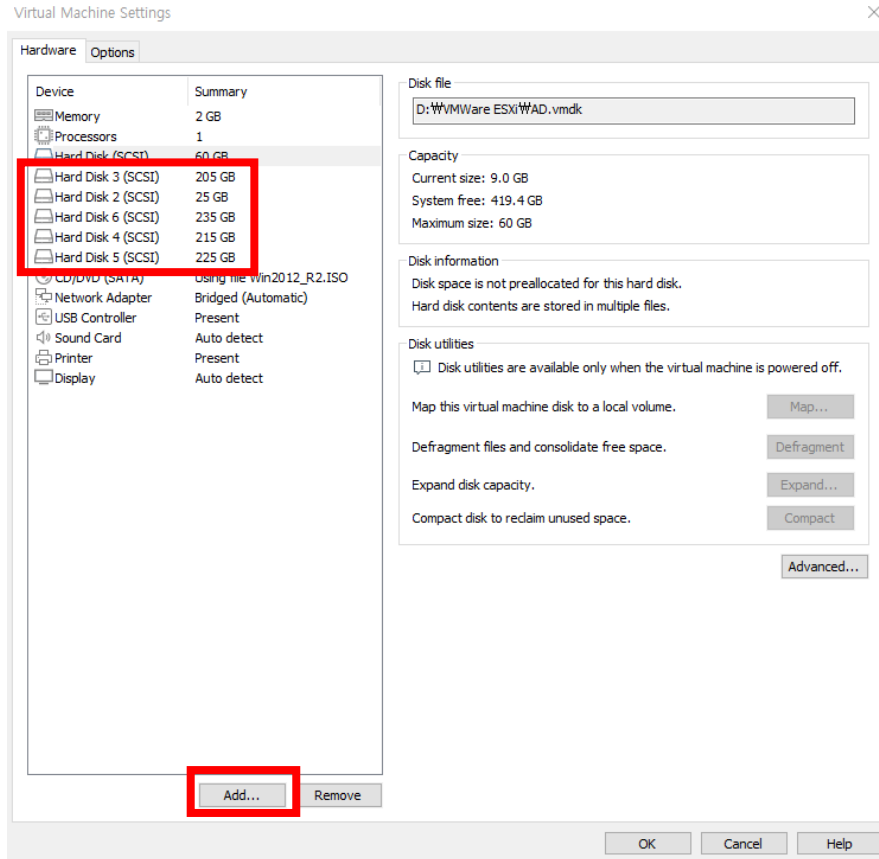 Virtual Machine Settings
Hardware Options
Device Summary
Memory 2 GB
Processors 1
Hard Disk (SCSI) 60 GB
Hard Disk 3 (SCSI) 205 GB
Hard Disk 2 (SCSI) 25 GB
Hard Disk 6 (SCSI) 235 GB
Hard Disk 4 (SCSI) 215 GB
Hard Disk 5 (SCSI) 225 GB
CD/DVD (SATA) Using file Win2012_R2.ISO
Network Adapter Bridged (Automatic)
USB Controller Present
Sound Card Auto detect
Printer Present
Display Auto detect
Add... Remove
Disk file
D:₩VMWare ESXi₩AD.vmdk
Capacity
Current size: 9.0 GB
System free: 419.4 GB
Maximum size: 60 GB
Disk information
Disk space is not preallocated for this hard disk.
Hard disk contents are stored in multiple files.
Disk utilities
Disk utilities are available only when the virtual machine is powered off.
Map this virtual machine disk to a local volume. Map...
Defragment files and consolidate free space. Defragment
Expand disk capacity. Expand...
Compact disk to reclaim unused space. Compact
Advanced...
OK Cancel Help